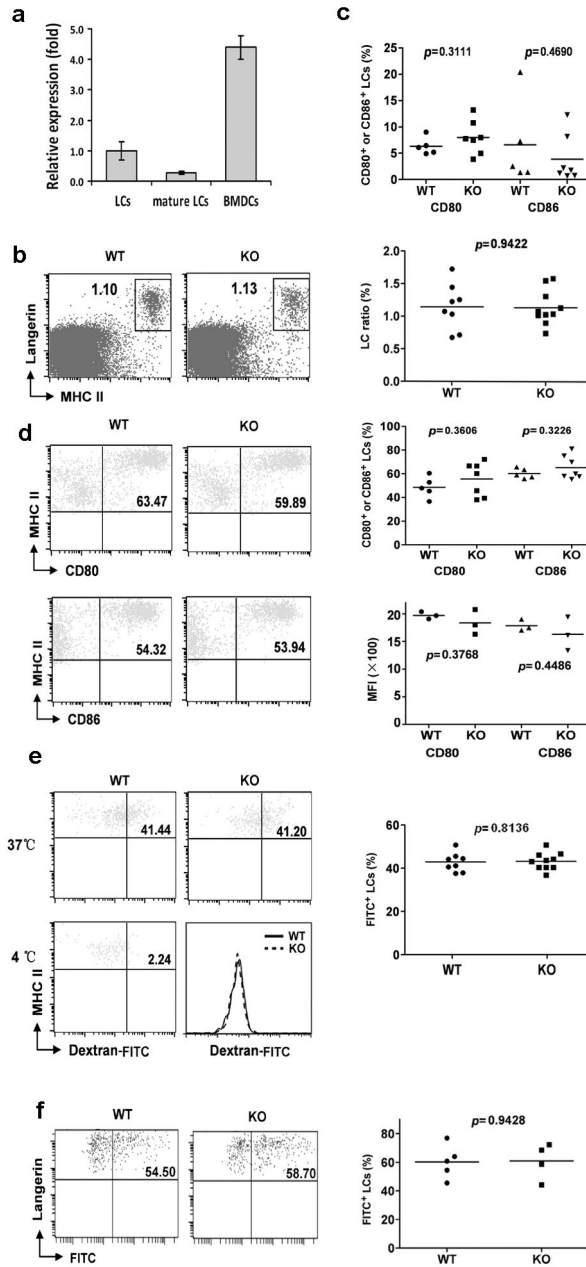 a
Relative expression (fold)
5.0
4.0
3.0
2.0
1.0
0.0
LCs mature LCs BMDCs
c
CD80+ or CD86+ LCs (%)
25
20
15
10
5
0
p=0.3111 p=0.4690
WT KO WT KO
CD80 CD86
b
WT KO
1.10 1.13
Langerin
MHC II
LC ratio (%)
2.0
1.5
1.0
0.5
0.0
p=0.9422
WT KO
d
WT KO
63.47 59.89
MHC II
CD80
54.32 53.94
MHC II
CD86
CD80+ or CD86+ LCs (%)
100
80
60
40
20
0
p=0.3606 p=0.3226
WT KO WT KO
CD80 CD86
MFI (×100)
20
15
10
5
0
p=0.3768 p=0.4486
WT KO WT KO
CD80 CD86
e
WT KO
37℃
41.44 41.20
4 ℃
2.24
WT
KO
MHC II
Dextran-FITC Dextran-FITC
FITC+ LCs (%)
60
40
20
0
p=0.8136
WT KO
f
WT KO
54.50 58.70
Langerin
FITC
FITC+ LCs (%)
100
80
60
40
20
0
p=0.9428
WT KO